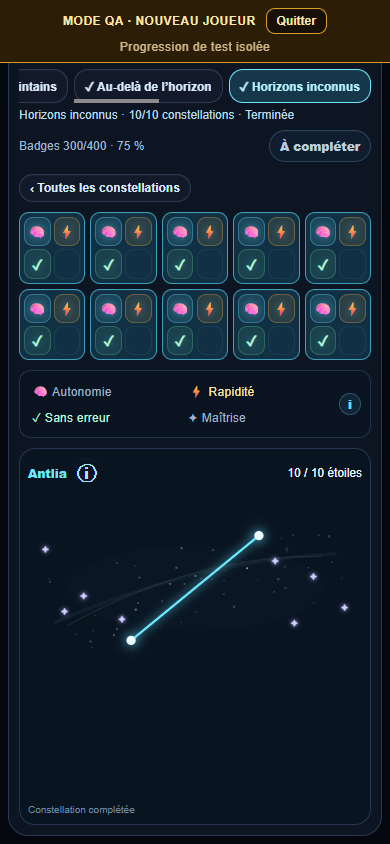 MODE QA · NOUVEAU JOUEUR Quitter
Progression de test isolée
intains ✓ Au-delà de l'horizon ✓ Horizons inconnus
Horizons inconnus · 10/10 constellations · Terminée
Badges 300/400 · 75 % À compléter
‹ Toutes les constellations
Autonomie Rapidité
✓ Sans erreur ✦ Maîtrise
i
Antlia i 10 / 10 étoiles
Constellation complétée